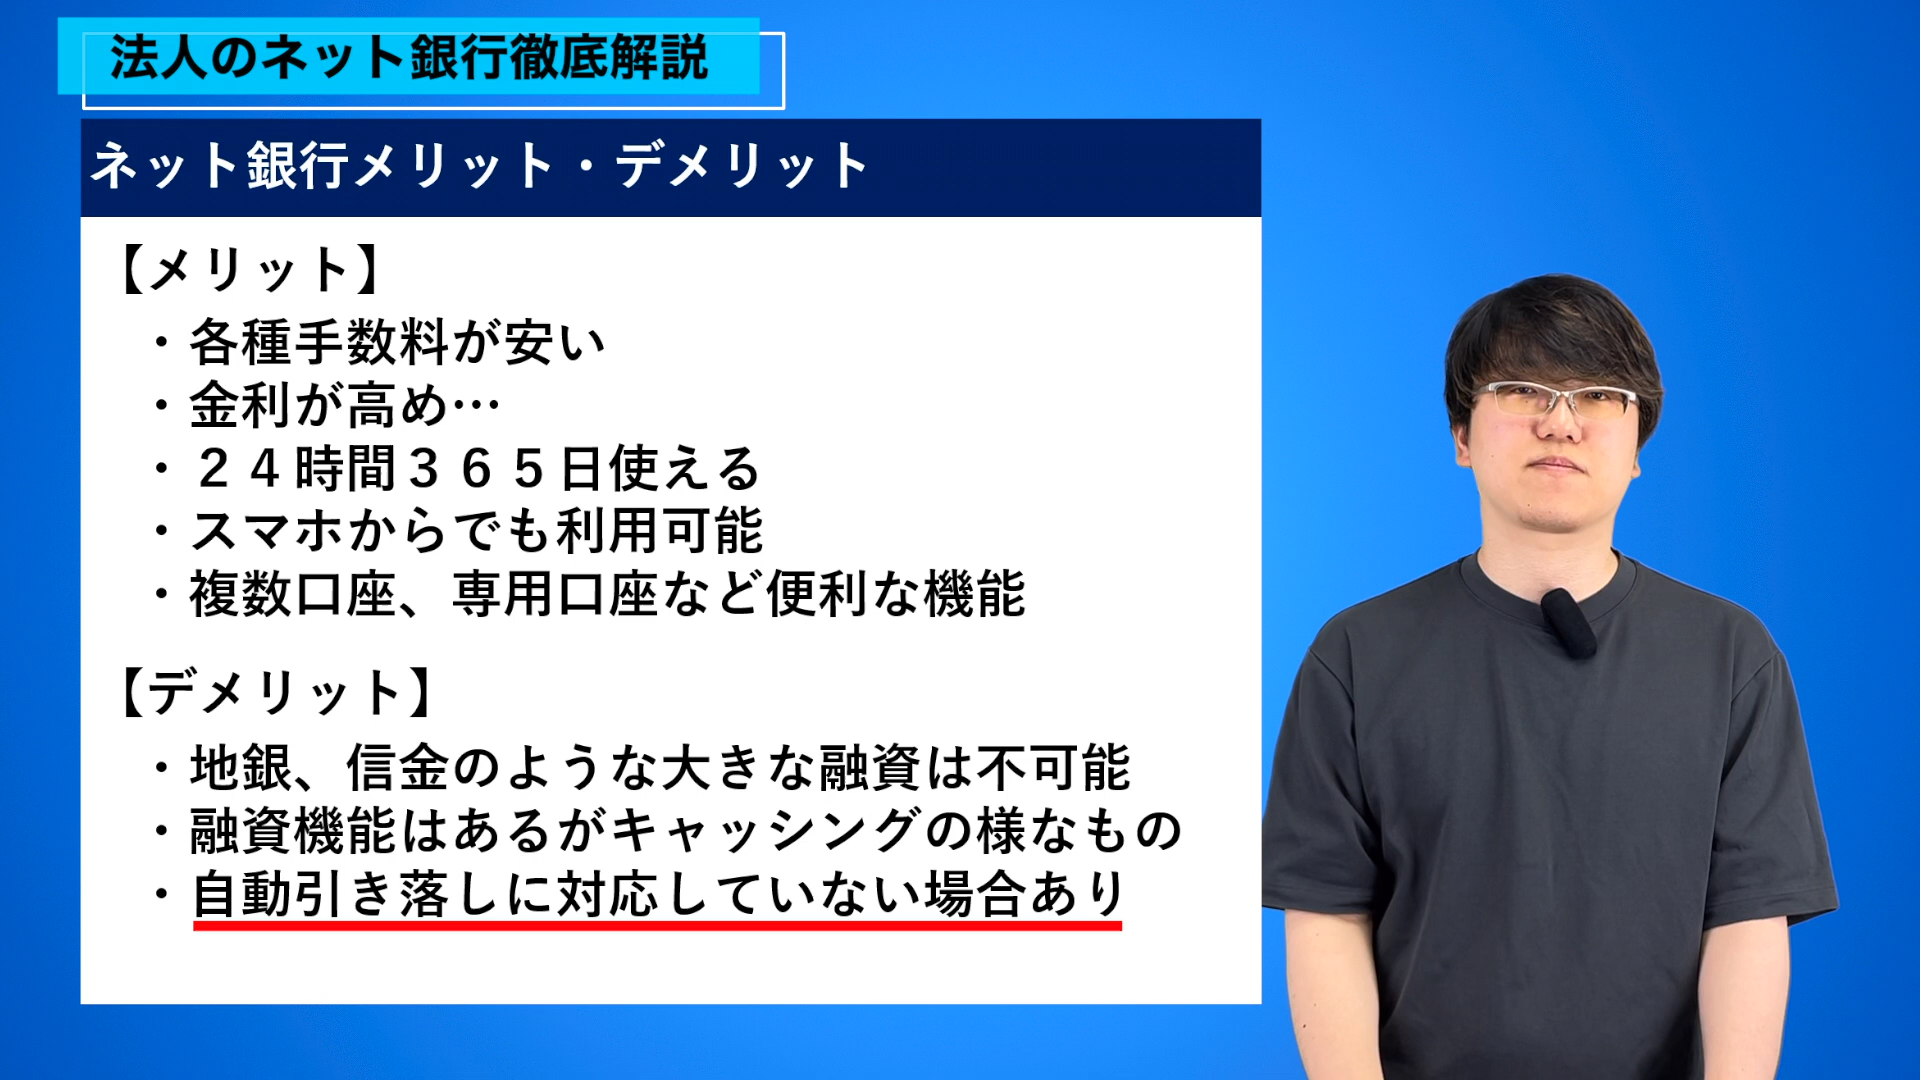 法人のネット銀行徹底解説
ネット銀行メリット・デメリット
【メリット】
・各種手数料が安い
・金利が高め…
・２４時間３６５日使える
・スマホからでも利用可能
・複数口座、専用口座など便利な機能
【デメリット】
・地銀、信金のような大きな融資は不可能
・融資機能はあるがキャッシングの様なもの
・自動引き落しに対応していない場合あり